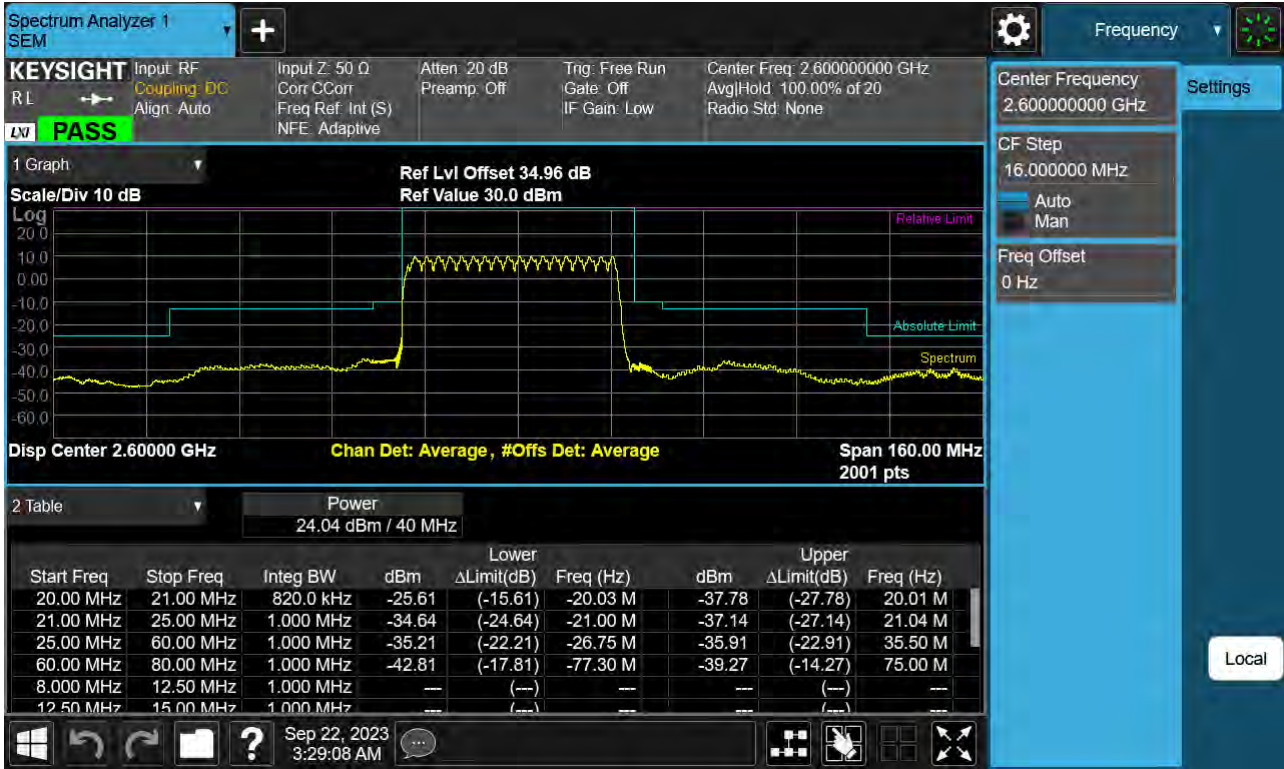 Spectrum Analyzer 1
SEM
+
Frequency
KEYSIGHT
R L
LXI
PASS
Input: RF
Coupling: DC
Align: Auto
Input Z: 50 Ω
Corr CCorr
Freq Ref: Int (S)
NFE: Adaptive
Atten: 20 dB
Preamp: Off
Trig: Free Run
Gate: Off
IF Gain: Low
Center Freq: 2.600000000 GHz
Avg|Hold: 100.00% of 20
Radio Std: None
Center Frequency
2.600000000 GHz
Settings
CF Step
16.000000 MHz
Auto
Man
Freq Offset
0 Hz
Local
1 Graph
Scale/Div 10 dB
Ref Lvl Offset 34.96 dB
Ref Value 30.0 dBm
Log
20.0
10.0
0.00
-10.0
-20.0
-30.0
-40.0
-50.0
-60.0
Relative Limit
Absolute Limit
Spectrum
Disp Center 2.60000 GHz
Chan Det: Average , #Offs Det: Average
Span 160.00 MHz
2001 pts
2 Table
Power
24.04 dBm / 40 MHz
Lower Upper
Start Freq Stop Freq Integ BW dBm ΔLimit(dB) Freq (Hz) dBm ΔLimit(dB) Freq (Hz)
20.00 MHz 21.00 MHz 820.0 kHz -25.61 (-15.61) -20.03 M -37.78 (-27.78) 20.01 M
21.00 MHz 25.00 MHz 1.000 MHz -34.64 (-24.64) -21.00 M -37.14 (-27.14) 21.04 M
25.00 MHz 60.00 MHz 1.000 MHz -35.21 (-22.21) -26.75 M -35.91 (-22.91) 35.50 M
60.00 MHz 80.00 MHz 1.000 MHz -42.81 (-17.81) -77.30 M -39.27 (-14.27) 75.00 M
8.000 MHz 12.50 MHz 1.000 MHz --- (---) --- --- (---) ---
12.50 MHz 15.00 MHz 1.000 MHz --- (---) --- --- (---) ---
?
Sep 22, 2023
3:29:08 AM